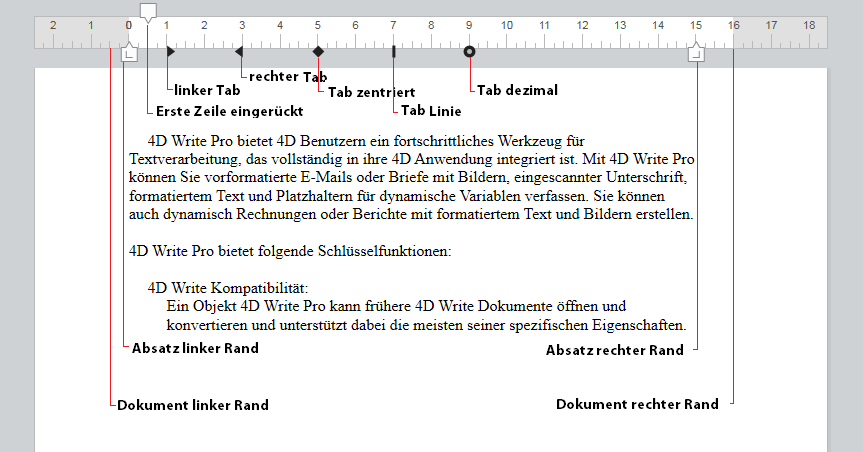 2 1 0 1 2 3 4 5 6 7 8 9 10 11 12 13 14 15 16 17 18
rechter Tab
linker Tab
Tab zentriert
Tab dezimal
Erste Zeile eingerückt
Tab Linie
4D Write Pro bietet 4D Benutzern ein fortschrittliches Werkzeug für
Textverarbeitung, das vollständig in ihre 4D Anwendung integriert ist. Mit 4D Write Pro
können Sie vorformatierte E-Mails oder Briefe mit Bildern, eingescannter Unterschrift,
formatiertem Text und Platzhaltern für dynamische Variablen verfassen. Sie können
auch dynamisch Rechnungen oder Berichte mit formatiertem Text und Bildern erstellen.
4D Write Pro bietet folgende Schlüsselfunktionen:
4D Write Kompatibilität:
Ein Objekt 4D Write Pro kann frühere 4D Write Dokumente öffnen und
konvertieren und unterstützt dabei die meisten seiner spezifischen Eigenschaften.
Absatz linker Rand
Absatz rechter Rand
Dokument linker Rand
Dokument rechter Rand